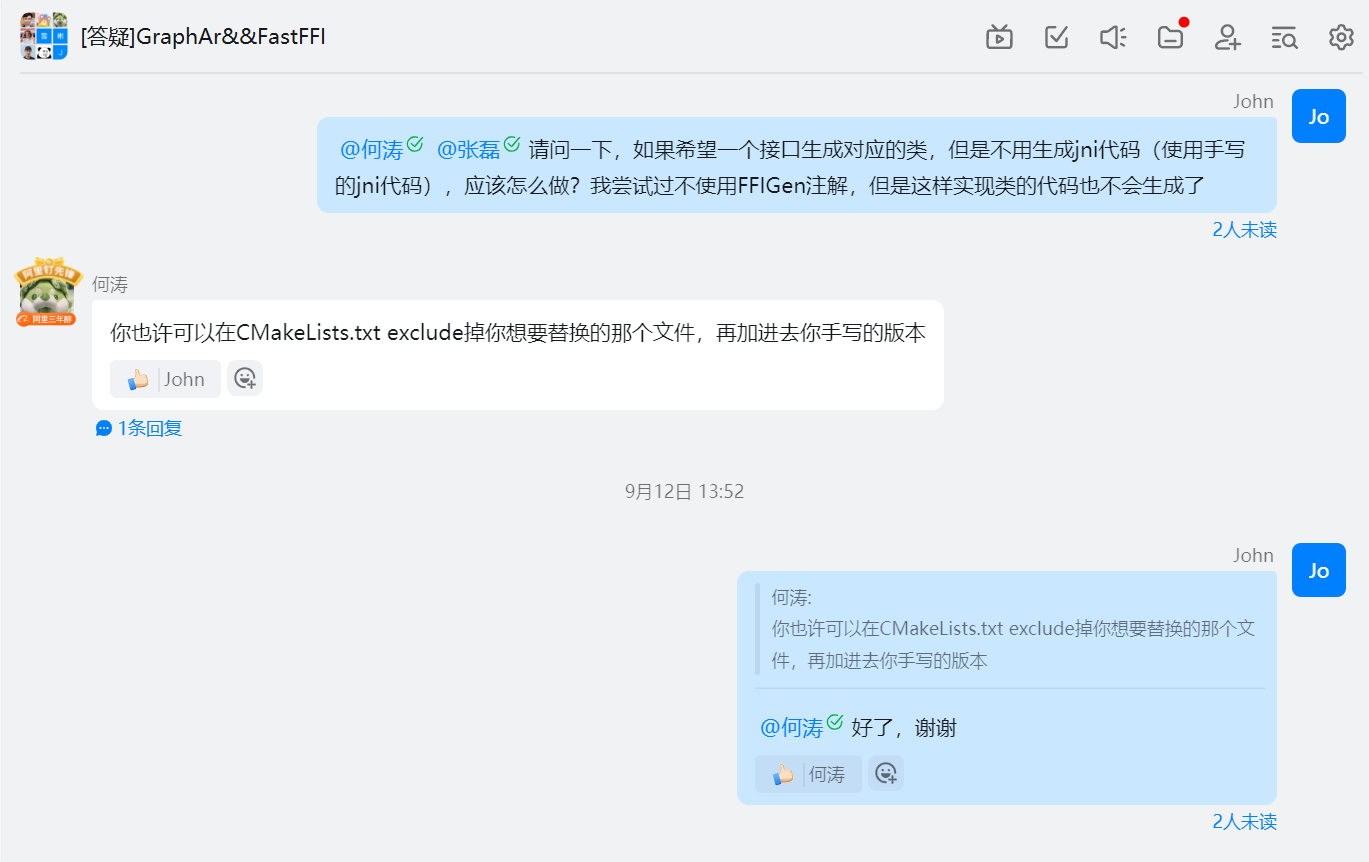 [答疑]GraphAr&&FastFFI
John
Jo
@何涛 @张磊 请问一下，如果希望一个接口生成对应的类，但是不用生成jni代码（使用手写
的jni代码），应该怎么做？我尝试过不使用FFIGen注解，但是这样实现类的代码也不会生成了
2人未读
阿里钉先锋
阿里三年醇
何涛
你也许可以在CMakeLists.txt exclude掉你想要替换的那个文件，再加进去你手写的版本
John
1条回复
9月12日 13:52
John
Jo
何涛:
你也许可以在CMakeLists.txt exclude掉你想要替换的那个文
件，再加进去你手写的版本
@何涛 好了，谢谢
何涛
2人未读